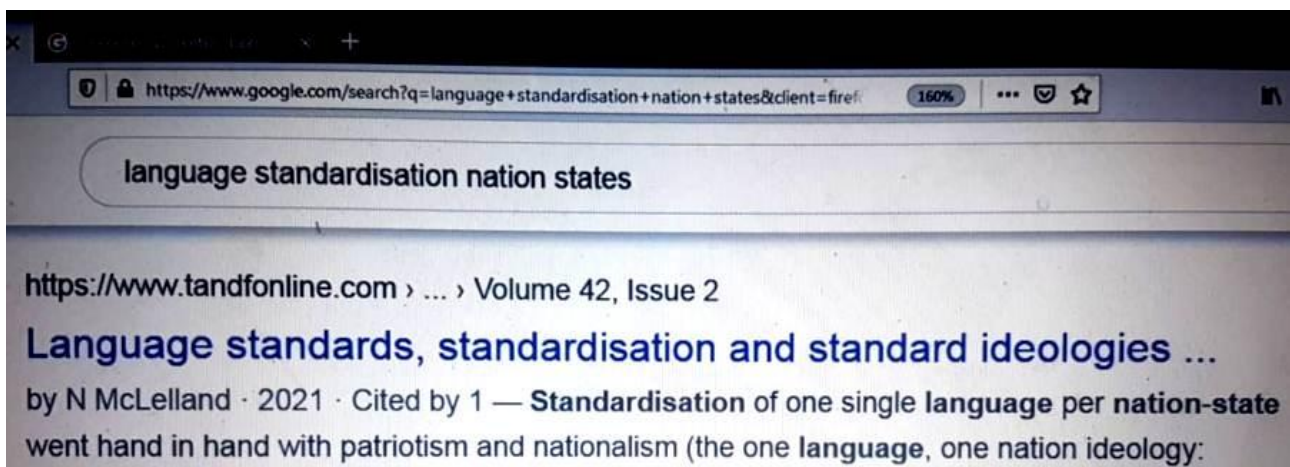 https://www.google.com/search?q=language+standardisation+nation+states&client=firef 160%
language standardisation nation states
https://www.tandfonline.com › ... › Volume 42, Issue 2
Language standards, standardisation and standard ideologies ...
by N McLelland · 2021 · Cited by 1 — Standardisation of one single language per nation-state
went hand in hand with patriotism and nationalism (the one language, one nation ideology: